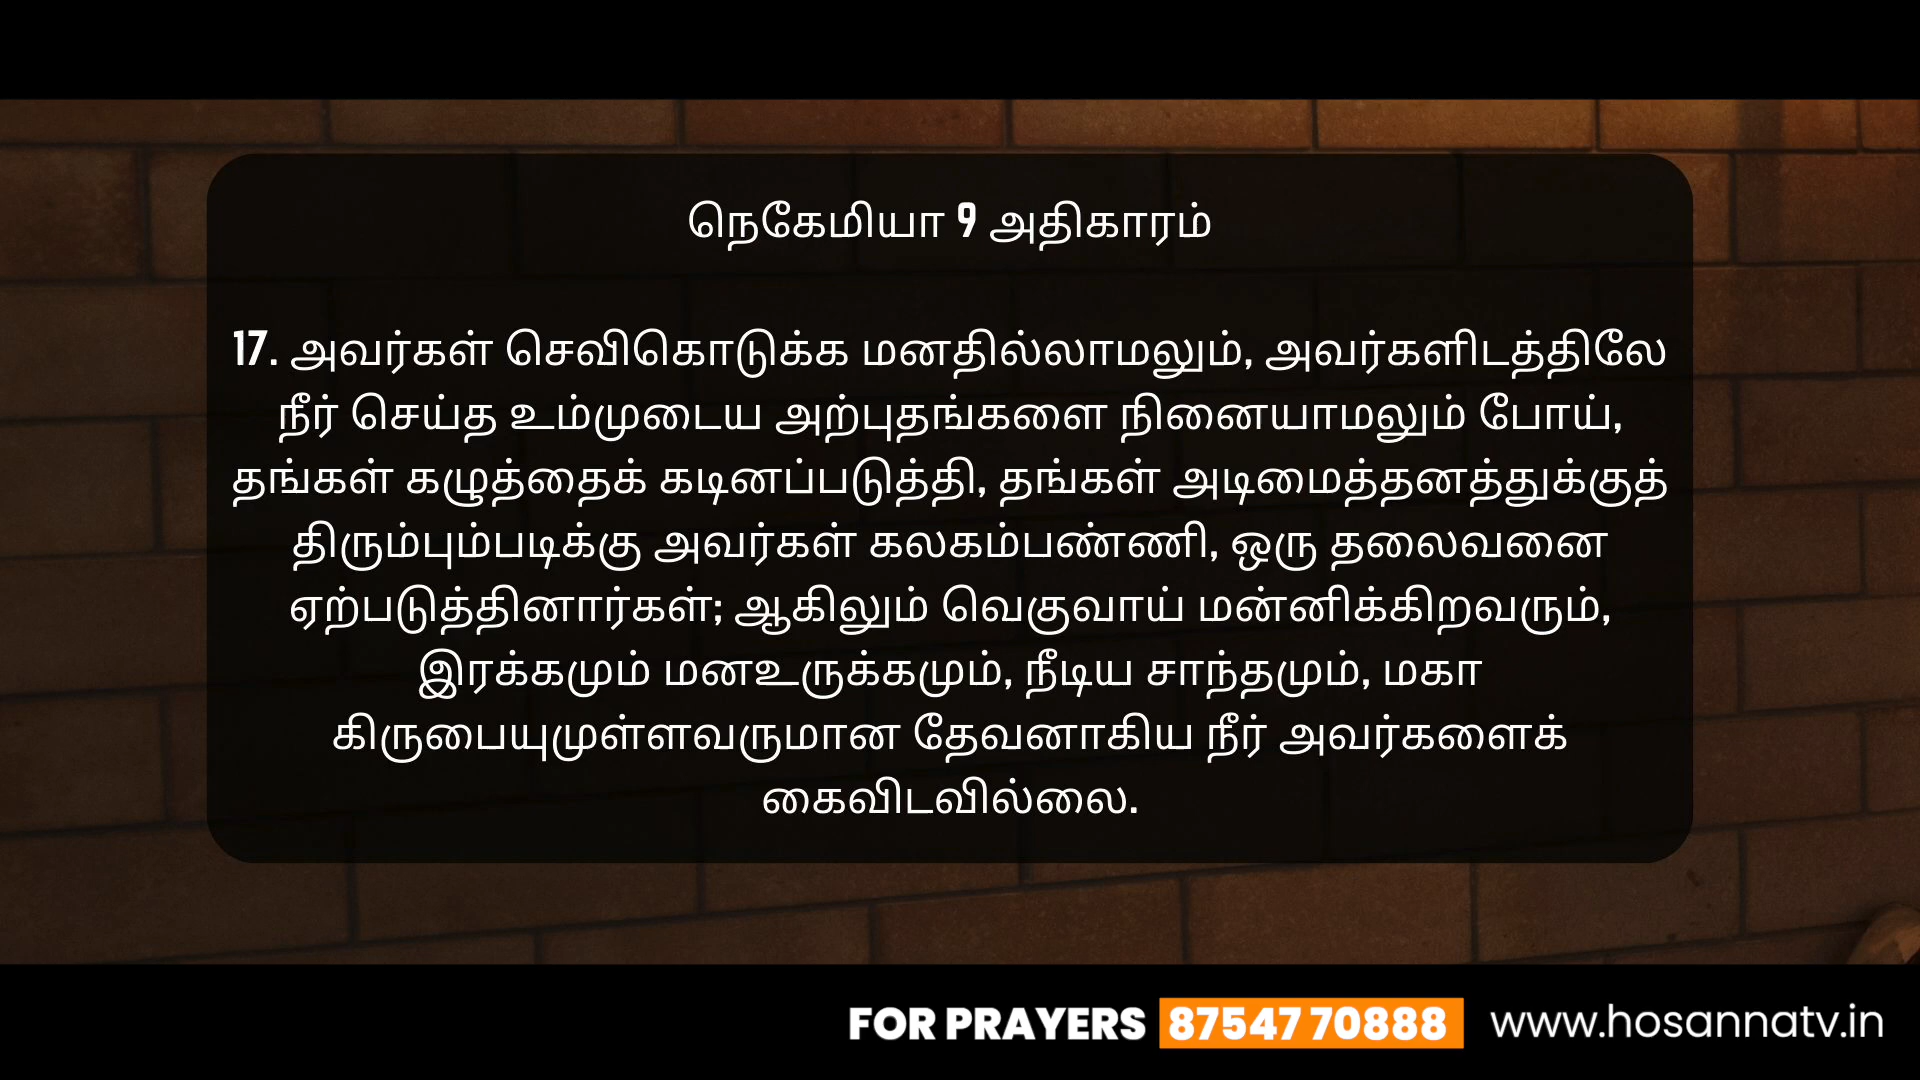 நெகேமியா 9 அதிகாரம்
17. அவர்கள் செவிகொடுக்க மனதில்லாமலும், அவர்களிடத்திலே
நீர் செய்த உம்முடைய அற்புதங்களை நினையாமலும் போய்,
தங்கள் கழுத்தைக் கடினப்படுத்தி, தங்கள் அடிமைத்தனத்துக்குத்
திரும்பும்படிக்கு அவர்கள் கலகம்பண்ணி, ஒரு தலைவனை
ஏற்படுத்தினார்கள்; ஆகிலும் வெகுவாய் மன்னிக்கிறவரும்,
இரக்கமும் மனஉருக்கமும், நீடிய சாந்தமும், மகா
கிருபையுமுள்ளவருமான தேவனாகிய நீர் அவர்களைக்
கைவிடவில்லை.
FOR PRAYERS 87547 70888 www.hosannatv.in